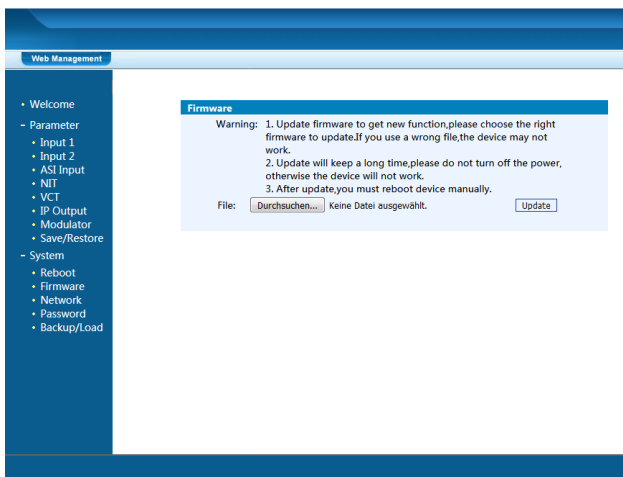 Web Management
Welcome
Parameter
Input 1
Input 2
ASI Input
NIT
VCT
IP Output
Modulator
Save/Restore
System
Reboot
Firmware
Network
Password
Backup/Load
Firmware
Warning: 1. Update firmware to get new function,please choose the right
firmware to update.If you use a wrong file,the device may not
work.
2. Update will keep a long time,please do not turn off the power,
otherwise the device will not work.
3. After update,you must reboot device manually.
File: Durchsuchen... Keine Datei ausgewählt. Update